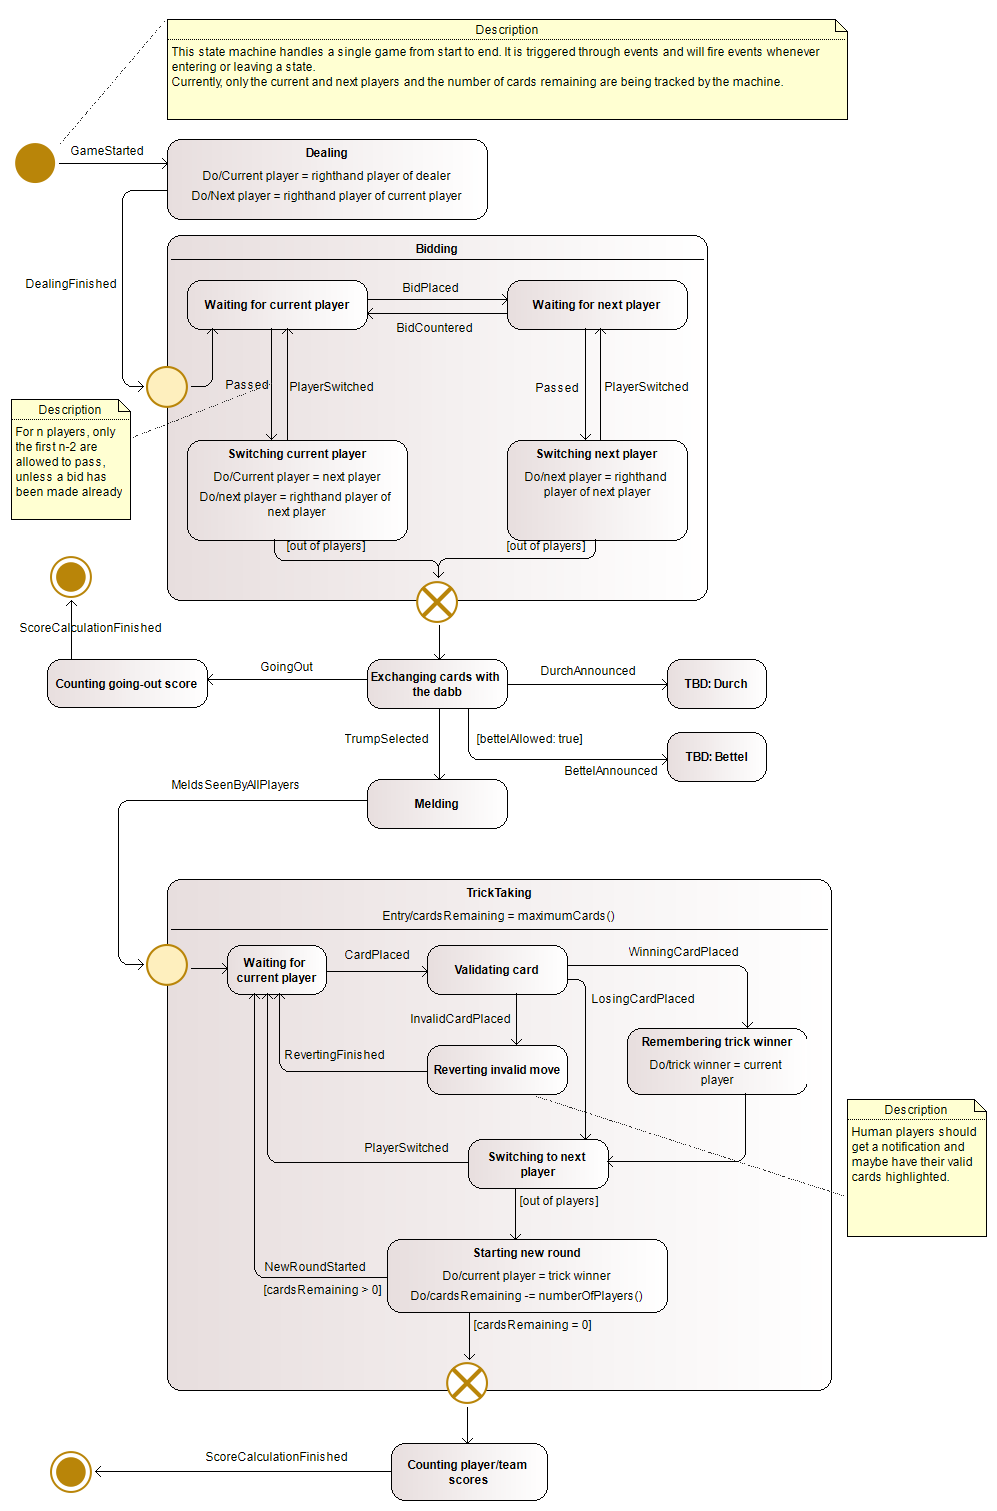 Description
This state machine handles a single game from start to end. It is triggered through events and will fire events whenever
entering or leaving a state.
Currently, only the current and next players and the number of cards remaining are being tracked by the machine.
GameStarted
Dealing
Do/Current player = righthand player of dealer
Do/Next player = righthand player of current player
DealingFinished
Bidding
Waiting for current player
BidPlaced
BidCountered
Waiting for next player
Passed
PlayerSwitched
Passed
PlayerSwitched
Description
For n players, only
the first n-2 are
allowed to pass,
unless a bid has
been made already
Switching current player
Do/Current player = next player
Do/next player = righthand player of
next player
Switching next player
Do/next player = righthand
player of next player
[out of players]
[out of players]
ScoreCalculationFinished
Counting going-out score
GoingOut
Exchanging cards with
the dabb
DurchAnnounced
TBD: Durch
TrumpSelected
[bettelAllowed: true]
BettelAnnounced
TBD: Bettel
MeldsSeenByAllPlayers
Melding
TrickTaking
Entry/cardsRemaining = maximumCards()
Waiting for
current player
CardPlaced
Validating card
WinningCardPlaced
LosingCardPlaced
InvalidCardPlaced
RevertingFinished
Reverting invalid move
Remembering trick winner
Do/trick winner = current
player
Description
Human players should
get a notification and
maybe have their valid
cards highlighted.
PlayerSwitched
Switching to next
player
[out of players]
Starting new round
Do/current player = trick winner
Do/cardsRemaining -= numberOfPlayers()
NewRoundStarted
[cardsRemaining > 0]
[cardsRemaining = 0]
ScoreCalculationFinished
Counting player/team
scores